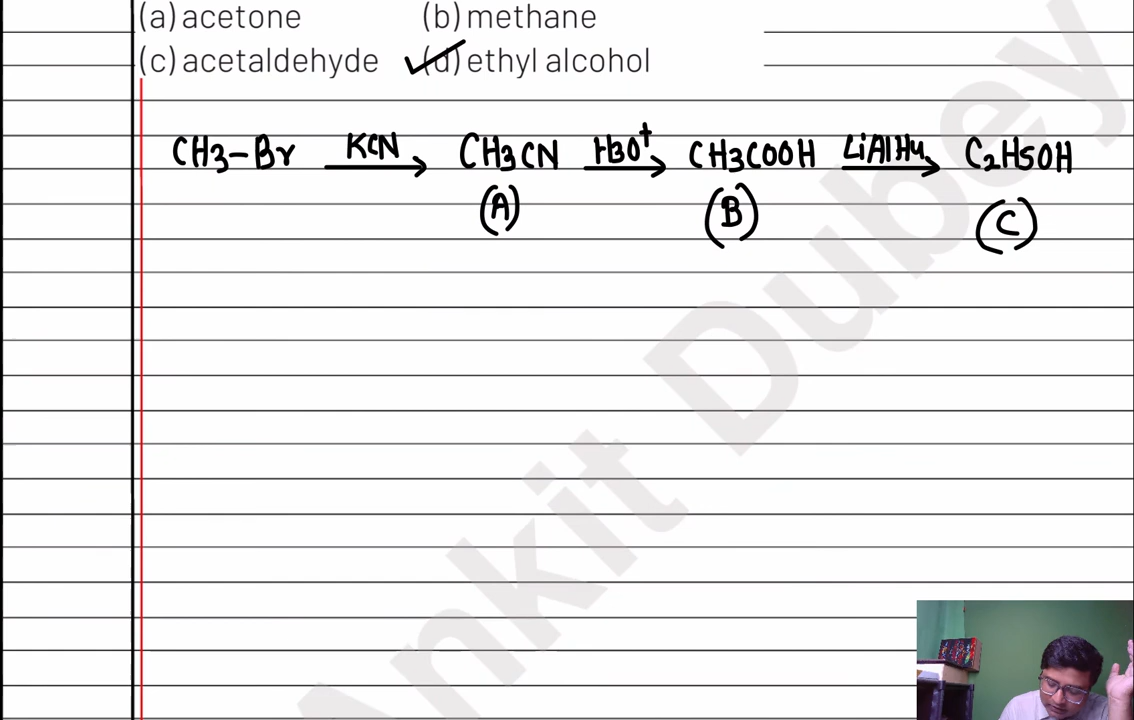 (a) acetone (b) methane
(c) acetaldehyde (d) ethyl alcohol
CH3-Br KCN→ CH3CN H3O+→ CH3COOH LiAlH4→ C2H5OH
(A) (B) (C)
Ankit Dubey